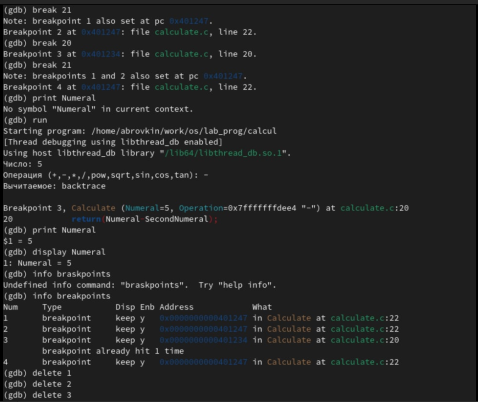 (gdb) break 21
Note: breakpoint 1 also set at pc 0x401247.
Breakpoint 2 at 0x401247: file calculate.c, line 22.
(gdb) break 20
Breakpoint 3 at 0x401234: file calculate.c, line 20.
(gdb) break 21
Note: breakpoints 1 and 2 also set at pc 0x401247.
Breakpoint 4 at 0x401247: file calculate.c, line 22.
(gdb) print Numeral
No symbol "Numeral" in current context.
(gdb) run
Starting program: /home/abrovkin/work/os/lab_prog/calcul
[Thread debugging using libthread_db enabled]
Using host libthread_db library "/lib64/libthread_db.so.1".
Число: 5
Операция (+,-,*,/,pow,sqrt,sin,cos,tan): -
Вычитаемое: backtrace
Breakpoint 3, Calculate (Numeral=5, Operation=0x7fffffffdee4 "-") at calculate.c:20
20 return(Numeral-SecondNumeral);
(gdb) print Numeral
$1 = 5
(gdb) display Numeral
1: Numeral = 5
(gdb) info braskpoints
Undefined info command: "braskpoints". Try "help info".
(gdb) info breakpoints
Num Type Disp Enb Address What
1 breakpoint keep y 0x0000000000401247 in Calculate at calculate.c:22
2 breakpoint keep y 0x0000000000401247 in Calculate at calculate.c:22
3 breakpoint keep y 0x0000000000401234 in Calculate at calculate.c:20
breakpoint already hit 1 time
4 breakpoint keep y 0x0000000000401247 in Calculate at calculate.c:22
(gdb) delete 1
(gdb) delete 2
(gdb) delete 3